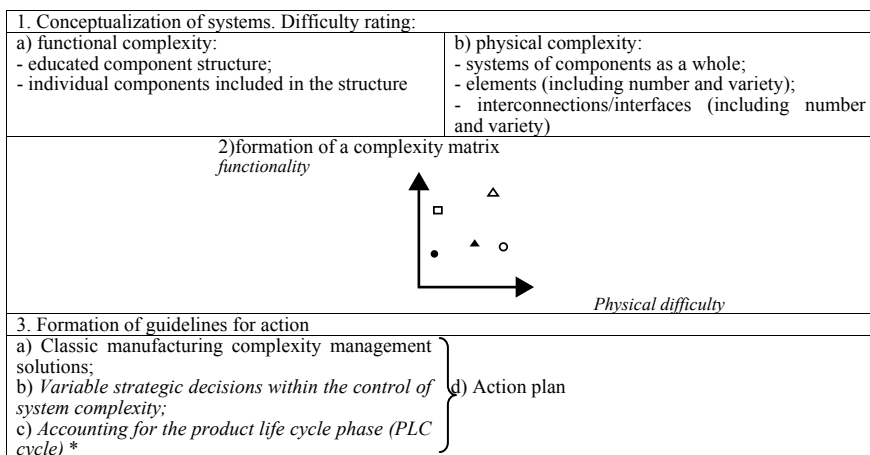 1. Conceptualization of systems. Difficulty rating:
a) functional complexity:
- educated component structure;
- individual components included in the structure
b) physical complexity:
- systems of components as a whole;
- elements (including number and variety);
- interconnections/interfaces (including number
and variety)
2)formation of a complexity matrix
functionality
Physical difficulty
3. Formation of guidelines for action
a) Classic manufacturing complexity management
solutions;
b) Variable strategic decisions within the control of
system complexity;
c) Accounting for the product life cycle phase (PLC
cycle) *
d) Action plan